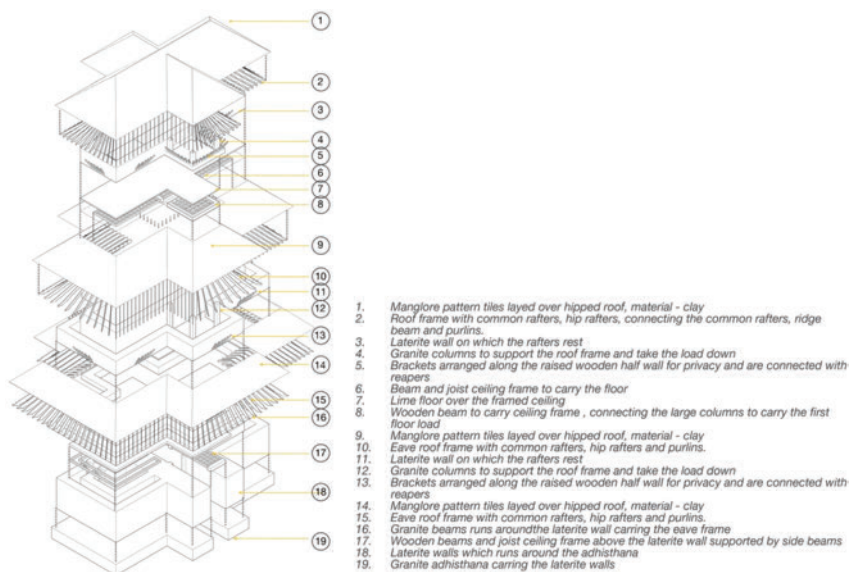 1
2
3
4
5
6
7
8
9
10
11
12
13
14
15
16
17
18
19
1. Manglore pattern tiles layed over hipped roof, material - clay
2. Roof frame with common rafters, hip rafters, connecting the common rafters, ridge
beam and purlins.
3. Laterite wall on which the rafters rest
4. Granite columns to support the roof frame and take the load down
5. Brackets arranged along the raised wooden half wall for privacy and are connected with
reapers
6. Beam and joist ceiling frame to carry the floor
7. Lime floor over the framed ceiling
8. Wooden beam to carry ceiling frame , connecting the large columns to carry the first
floor load
9. Manglore pattern tiles layed over hipped roof, material - clay
10. Eave roof frame with common rafters, hip rafters and purlins.
11. Laterite wall on which the rafters rest
12. Granite columns to support the roof frame and take the load down
13. Brackets arranged along the raised wooden half wall for privacy and are connected with
reapers
14. Manglore pattern tiles layed over hipped roof, material - clay
15. Eave roof frame with common rafters, hip rafters and purlins.
16. Granite beams runs aroundthe laterite wall carring the eave frame
17. Wooden beams and joist ceiling frame above the laterite wall supported by side beams
18. Laterite walls which runs around the adhisthana
19. Granite adhisthana carring the laterite walls